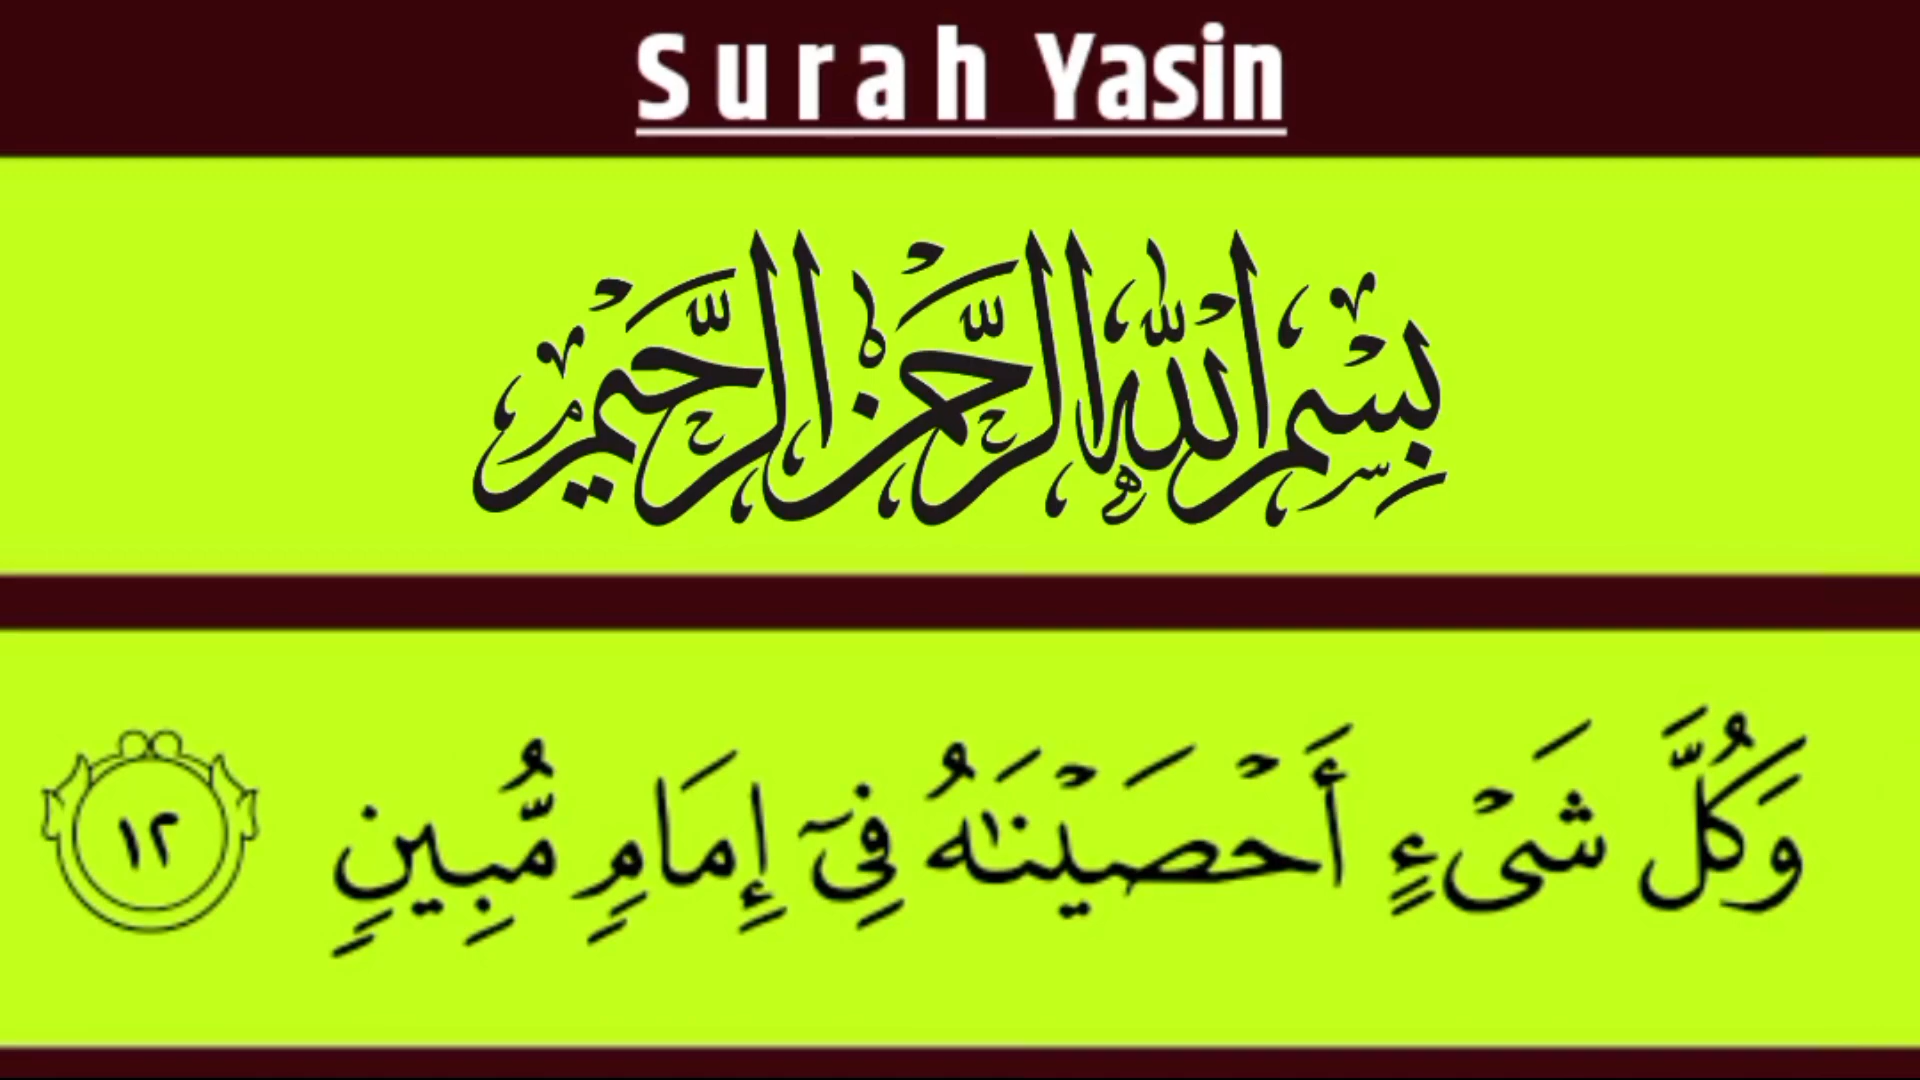 Surah Yasin
بِسْمِ اللَّهِ الرَّحْمَٰنِ الرَّحِيمِ
وَكُلَّ شَىْءٍ أَحْصَيْنَٰهُ فِىٓ إِمَامٍ مُّبِينٍ ١٢